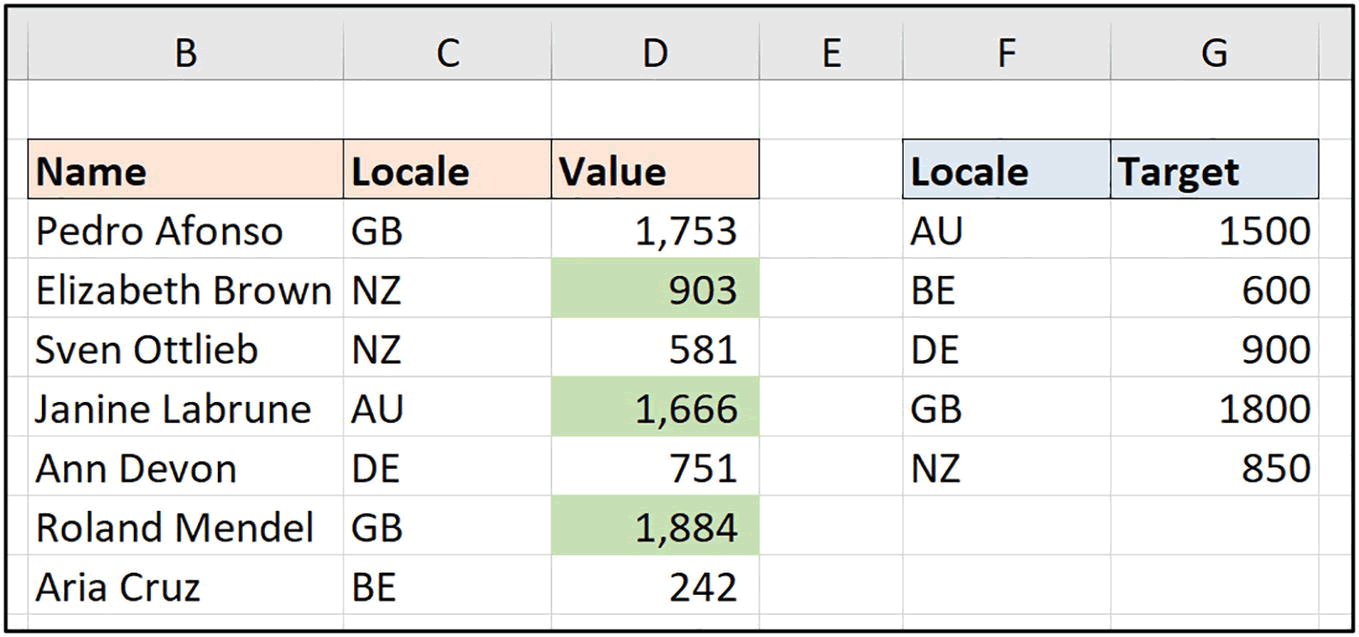 B C D E F G
Name Locale Value Locale Target
Pedro Afonso GB 1,753 AU 1500
Elizabeth Brown NZ 903 BE 600
Sven Ottlieb NZ 581 DE 900
Janine Labrune AU 1,666 GB 1800
Ann Devon DE 751 NZ 850
Roland Mendel GB 1,884
Aria Cruz BE 242